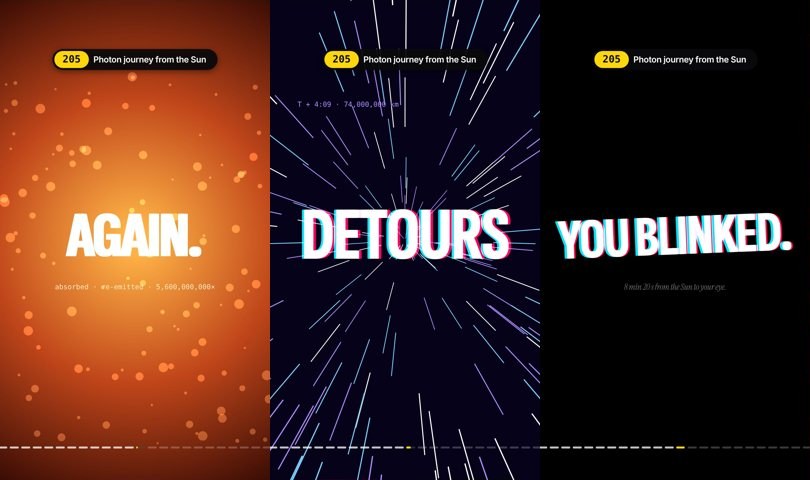 205 Photon journey from the Sun
AGAIN.
absorbed · re-emitted · 5,000,000,000×
205 Photon journey from the Sun
T + 4:09 · 74,000,000 km
DETOURS
205 Photon journey from the Sun
YOU BLINKED.
8 min 20 s from the Sun to your eye.